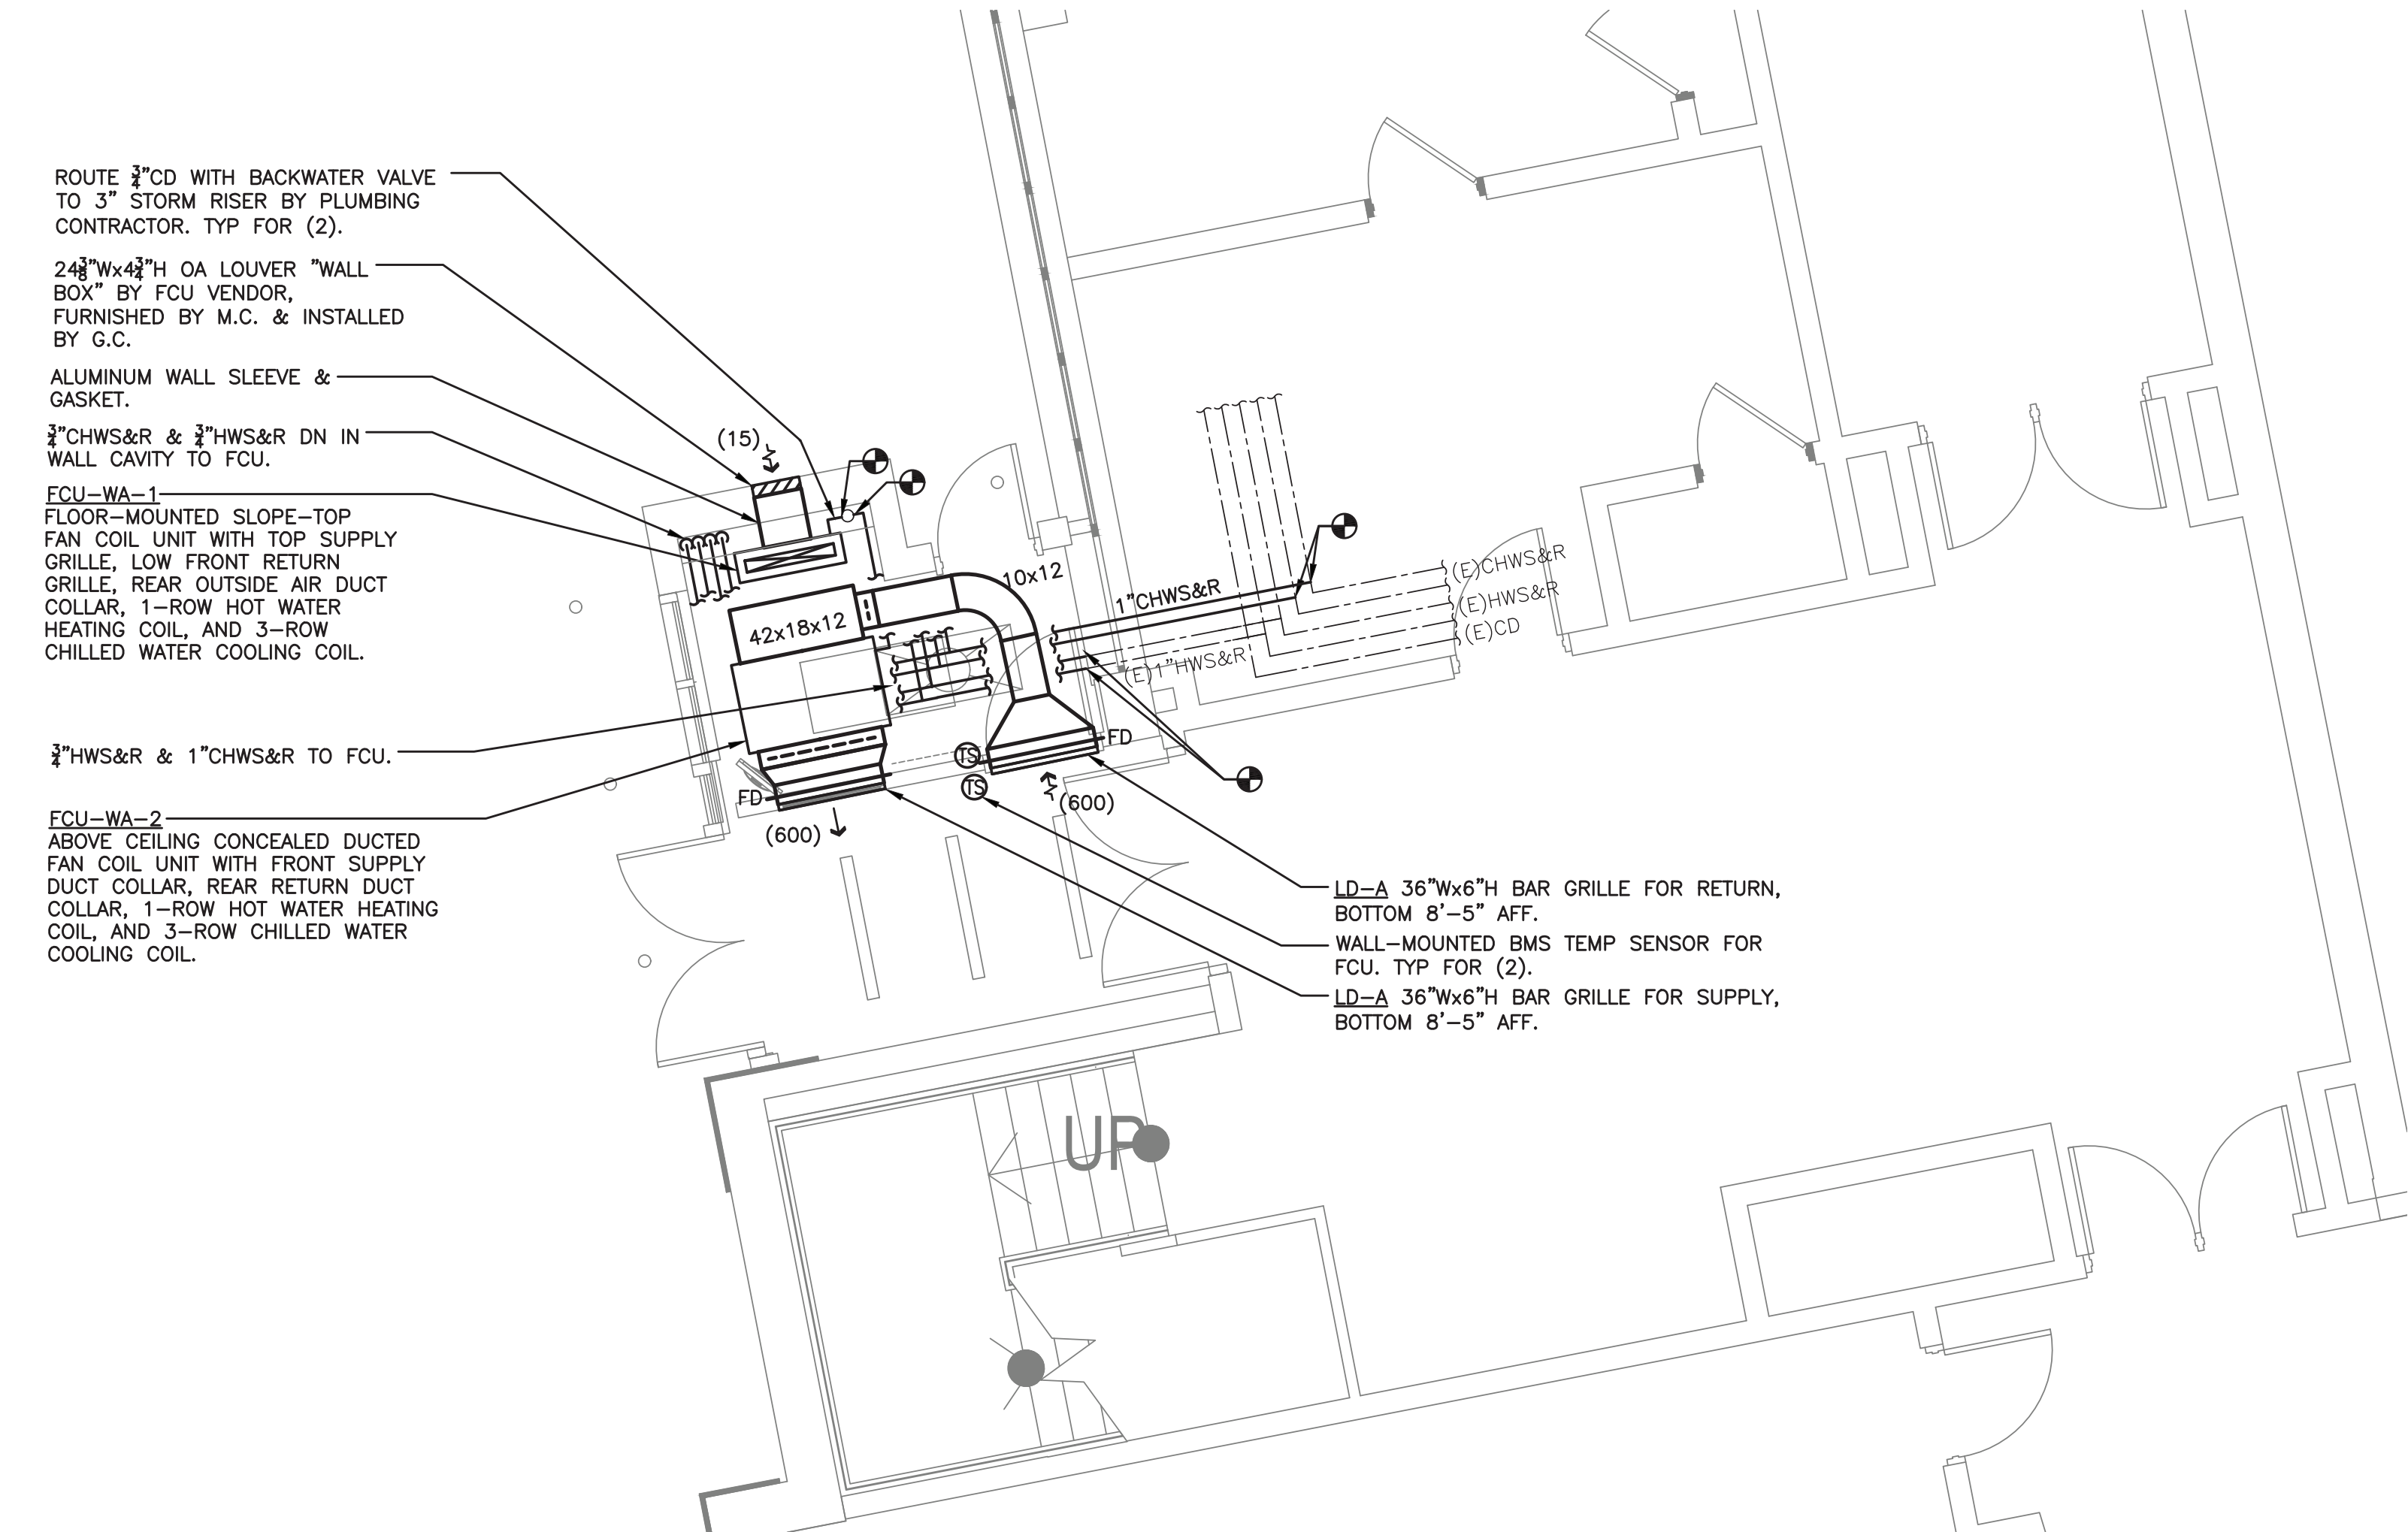 ROUTE 3/4"CD WITH BACKWATER VALVE
TO 3" STORM RISER BY PLUMBING
CONTRACTOR. TYP FOR (2).
24 3/8"Wx4 3/4"H OA LOUVER "WALL
BOX" BY FCU VENDOR,
FURNISHED BY M.C. & INSTALLED
BY G.C.
ALUMINUM WALL SLEEVE &
GASKET.
3/4"CHWS&R & 3/4"HWS&R DN IN
WALL CAVITY TO FCU.
FCU-WA-1
FLOOR-MOUNTED SLOPE-TOP
FAN COIL UNIT WITH TOP SUPPLY
GRILLE, LOW FRONT RETURN
GRILLE, REAR OUTSIDE AIR DUCT
COLLAR, 1-ROW HOT WATER
HEATING COIL, AND 3-ROW
CHILLED WATER COOLING COIL.
3/4"HWS&R & 1"CHWS&R TO FCU.
FCU-WA-2
ABOVE CEILING CONCEALED DUCTED
FAN COIL UNIT WITH FRONT SUPPLY
DUCT COLLAR, REAR RETURN DUCT
COLLAR, 1-ROW HOT WATER HEATING
COIL, AND 3-ROW CHILLED WATER
COOLING COIL.
(15)
10x12
42x18x12
1"CHWS&R
(E)1"HWS&R
(E)CHWS&R
(E)HWS&R
(E)CD
FD
TS
TS
FD
(600)
(600)
LD-A 36"Wx6"H BAR GRILLE FOR RETURN,
BOTTOM 8'-5" AFF.
WALL-MOUNTED BMS TEMP SENSOR FOR
FCU. TYP FOR (2).
LD-A 36"Wx6"H BAR GRILLE FOR SUPPLY,
BOTTOM 8'-5" AFF.
UP